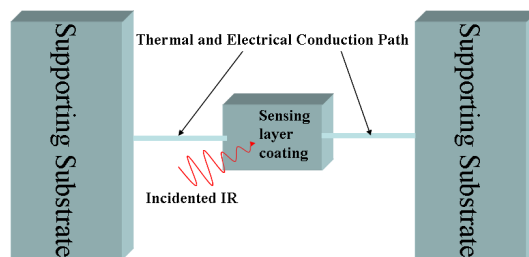 Supporting Substrate
Thermal and Electrical Conduction Path
Sensing
layer
coating
Incidented IR
Supporting Substrate